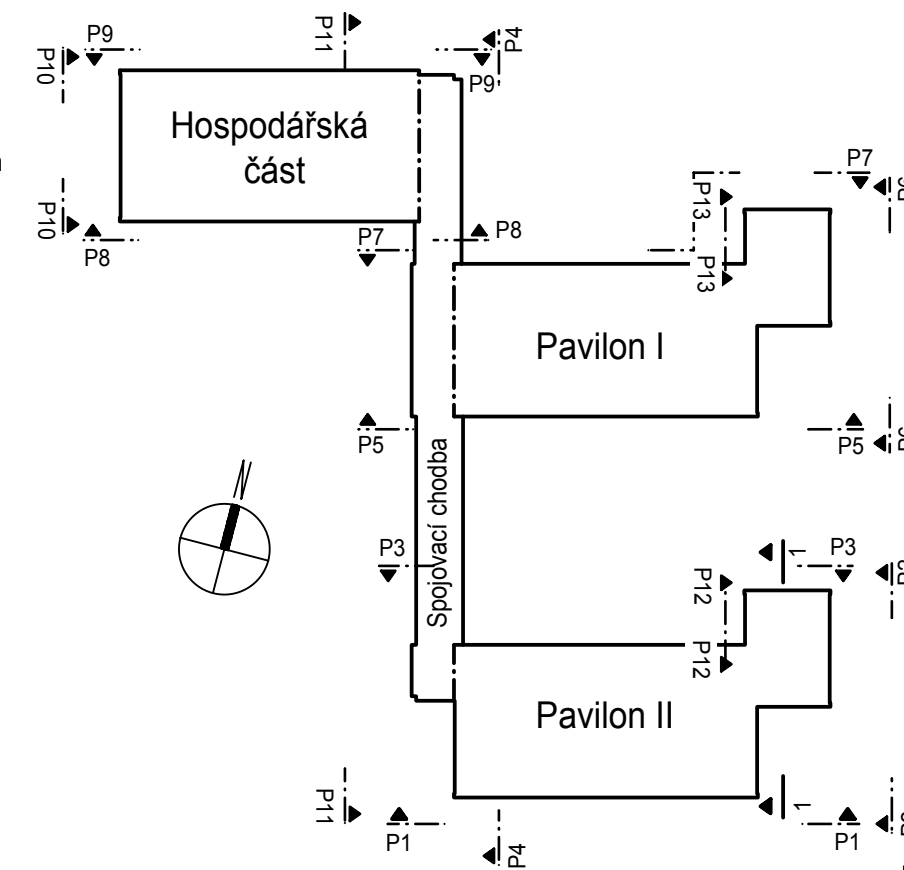 P9
P11
P4
P10
P9
Hospodářská
část
P7
P13
P10
P8
P7
P8
P13
Pavilon I
P5
P5
Spojovací chodba
N
P3
1
P3
P12
P12
Pavilon II
P11
P1
P4
1
P1